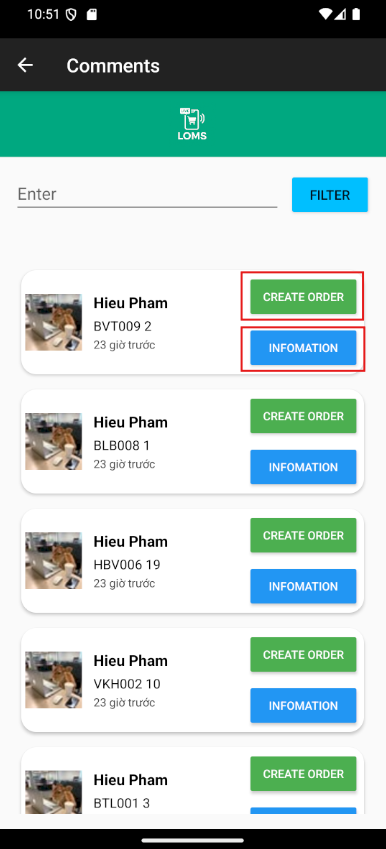 10:51
Comments
LOMS
Enter
FILTER
Hieu Pham
CREATE ORDER
BVT009 2
23 giờ trước
INFOMATION
Hieu Pham
CREATE ORDER
BLB008 1
23 giờ trước
INFOMATION
Hieu Pham
CREATE ORDER
HBV006 19
23 giờ trước
INFOMATION
Hieu Pham
CREATE ORDER
VKH002 10
23 giờ trước
INFOMATION
Hieu Pham
CREATE ORDER
BTL001 3